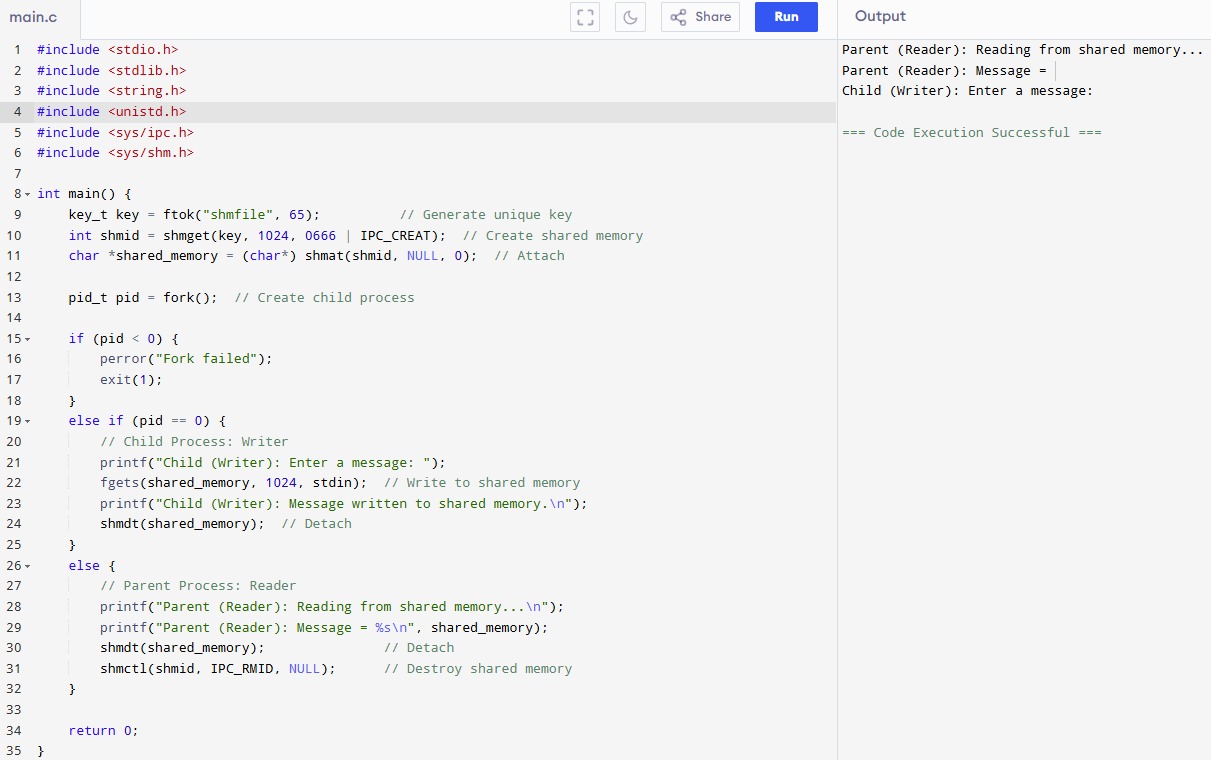 main.c
Share
Run
Output
1 #include <stdio.h>
2 #include <stdlib.h>
3 #include <string.h>
4 #include <unistd.h>
5 #include <sys/ipc.h>
6 #include <sys/shm.h>
7
8 int main() {
9     key_t key = ftok("shmfile", 65);          // Generate unique key
10     int shmid = shmget(key, 1024, 0666 | IPC_CREAT);  // Create shared memory
11     char *shared_memory = (char*) shmat(shmid, NULL, 0);  // Attach
12
13     pid_t pid = fork();  // Create child process
14
15     if (pid < 0) {
16         perror("Fork failed");
17         exit(1);
18     }
19     else if (pid == 0) {
20         // Child Process: Writer
21         printf("Child (Writer): Enter a message: ");
22         fgets(shared_memory, 1024, stdin);  // Write to shared memory
23         printf("Child (Writer): Message written to shared memory.\n");
24         shmdt(shared_memory);  // Detach
25     }
26     else {
27         // Parent Process: Reader
28         printf("Parent (Reader): Reading from shared memory...\n");
29         printf("Parent (Reader): Message = %s\n", shared_memory);
30         shmdt(shared_memory);               // Detach
31         shmctl(shmid, IPC_RMID, NULL);      // Destroy shared memory
32     }
33
34     return 0;
35 }
Parent (Reader): Reading from shared memory...
Parent (Reader): Message =
Child (Writer): Enter a message:
=== Code Execution Successful ===